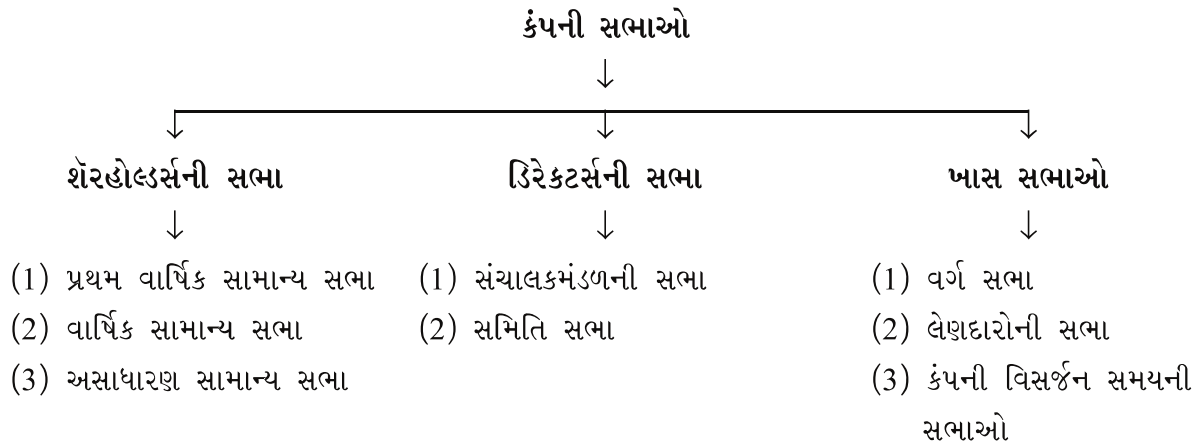 કંપની સભાઓ
શૅરહોલ્ડર્સની સભા
(1) પ્રથમ વાર્ષિક સામાન્ય સભા
(2) વાર્ષિક સામાન્ય સભા
(3) અસાધારણ સામાન્ય સભા
ડિરેક્ટર્સની સભા
(1) સંચાલકમંડળની સભા
(2) સમિતિ સભા
ખાસ સભાઓ
(1) વર્ગ સભા
(2) લેણદારોની સભા
(3) કંપની વિસર્જન સમયની
સભાઓ